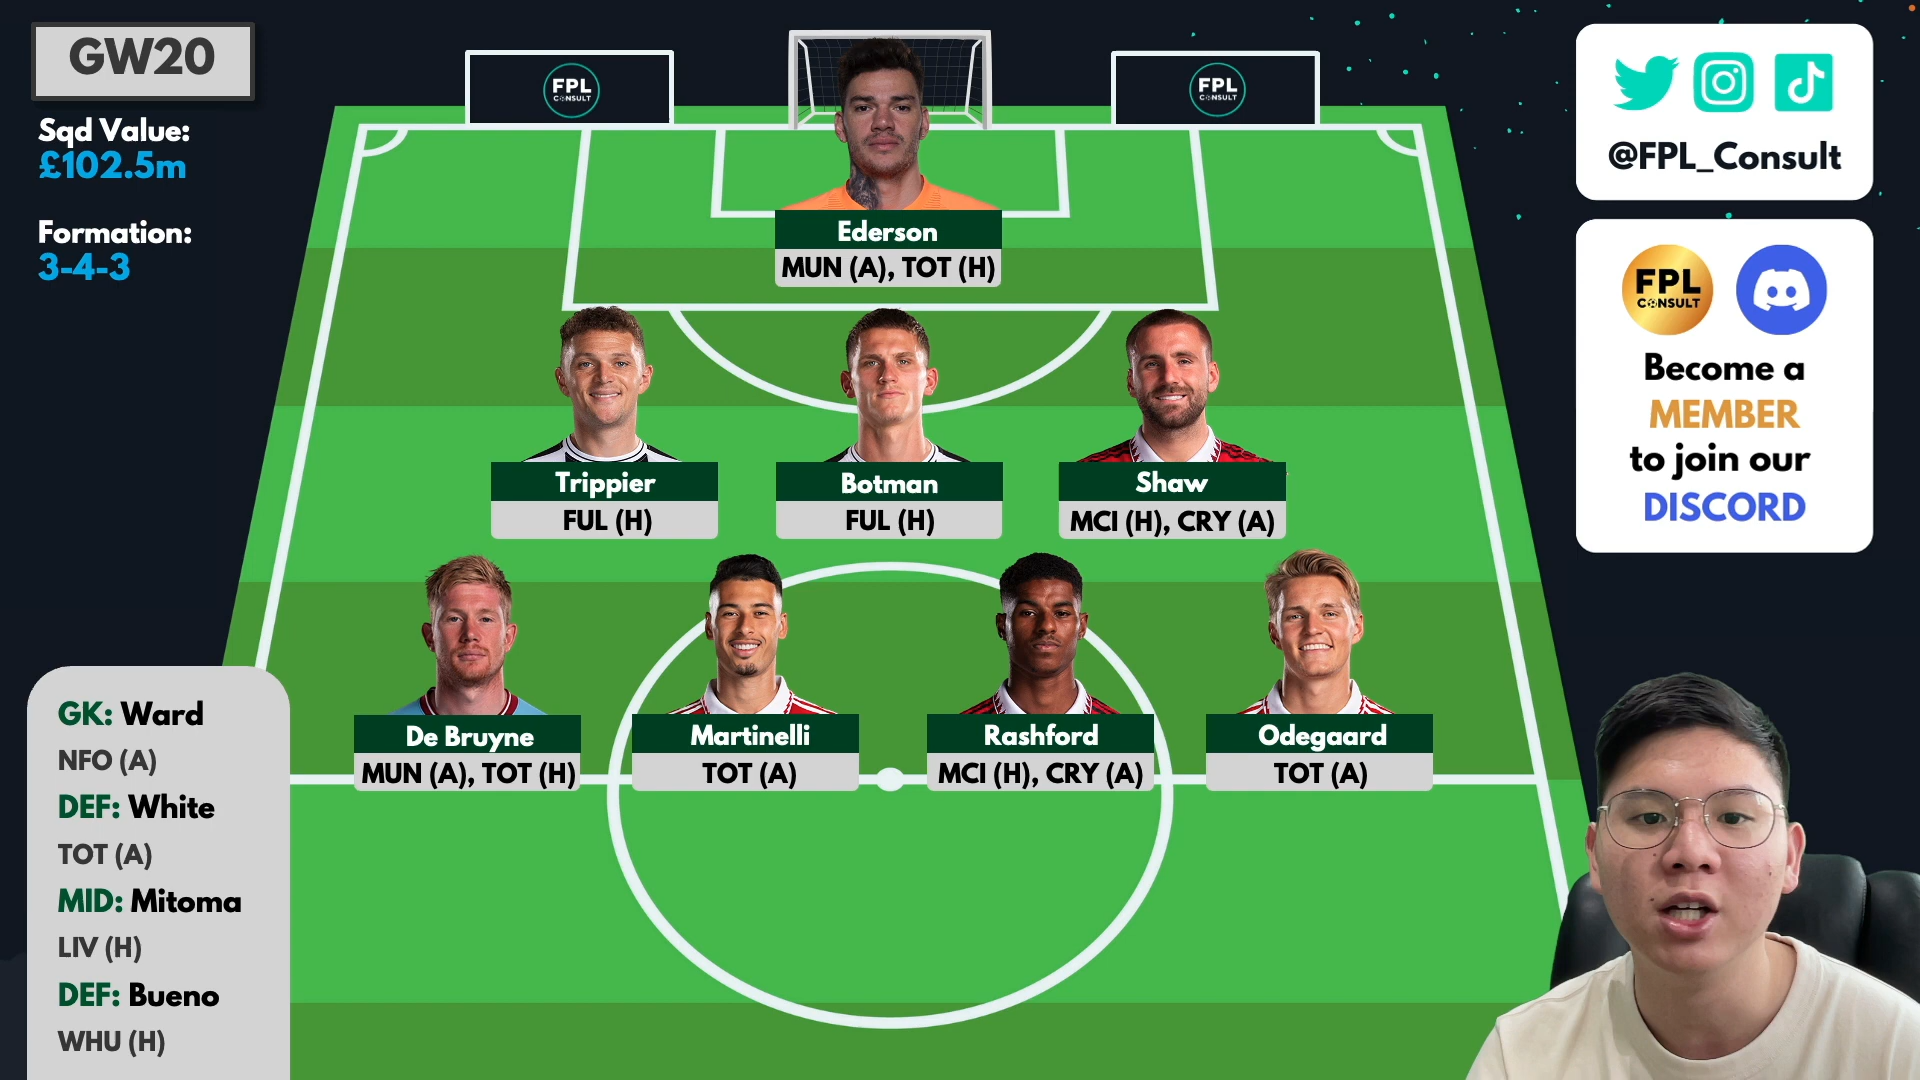 GW20
Sqd Value:
£102.5m
Formation:
3-4-3
FPL
CONSULT
FPL
CONSULT
Ederson
MUN (A), TOT (H)
Trippier
FUL (H)
Botman
FUL (H)
Shaw
MCI (H), CRY (A)
De Bruyne
MUN (A), TOT (H)
Martinelli
TOT (A)
Rashford
MCI (H), CRY (A)
Odegaard
TOT (A)
GK: Ward
NFO (A)
DEF: White
TOT (A)
MID: Mitoma
LIV (H)
DEF: Bueno
WHU (H)
@FPL_Consult
FPL
CONSULT
Become a
MEMBER
to join our
DISCORD